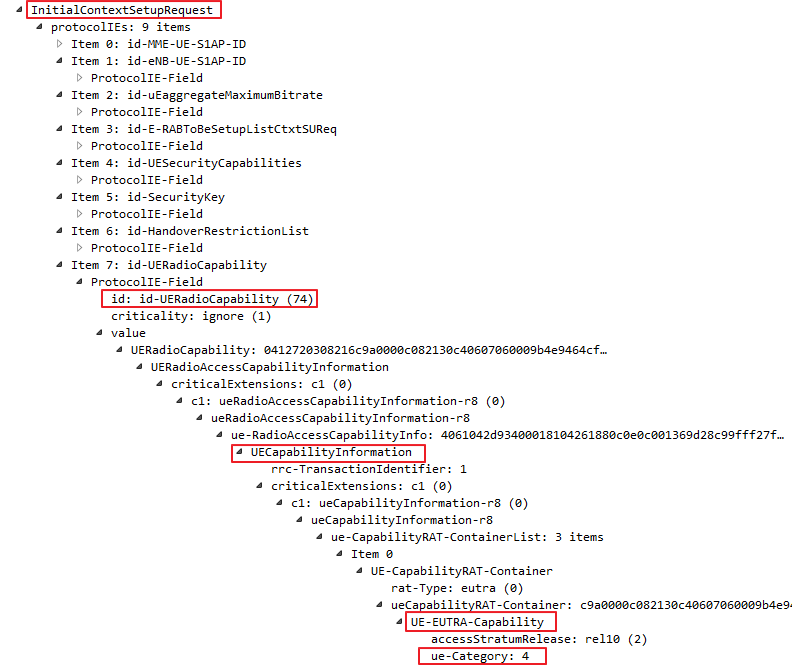 InitialContextSetupRequest
protocolIEs: 9 items
Item 0: id-MME-UE-S1AP-ID
Item 1: id-eNB-UE-S1AP-ID
ProtocolIE-Field
Item 2: id-uEaggregateMaximumBitrate
ProtocolIE-Field
Item 3: id-E-RABToBeSetupListCtxtSUReq
ProtocolIE-Field
Item 4: id-UESecurityCapabilities
ProtocolIE-Field
Item 5: id-SecurityKey
ProtocolIE-Field
Item 6: id-HandoverRestrictionList
ProtocolIE-Field
Item 7: id-UERadioCapability
ProtocolIE-Field
id: id-UERadioCapability (74)
criticality: ignore (1)
value
UERadioCapability: 0412720308216c9a0000c082130c40607060009b4e9464cf…
UERadioAccessCapabilityInformation
criticalExtensions: c1 (0)
c1: ueRadioAccessCapabilityInformation-r8 (0)
ueRadioAccessCapabilityInformation-r8
ue-RadioAccessCapabilityInfo: 4061042d93400018104261880c0e0c001369d28c99fff27f…
UECapabilityInformation
rrc-TransactionIdentifier: 1
criticalExtensions: c1 (0)
c1: ueCapabilityInformation-r8 (0)
ueCapabilityInformation-r8
ue-CapabilityRAT-ContainerList: 3 items
Item 0
UE-CapabilityRAT-Container
rat-Type: eutra (0)
ueCapabilityRAT-Container: c9a0000c082130c40607060009b4e94
UE-EUTRA-Capability
accessStratumRelease: rel10 (2)
ue-Category: 4